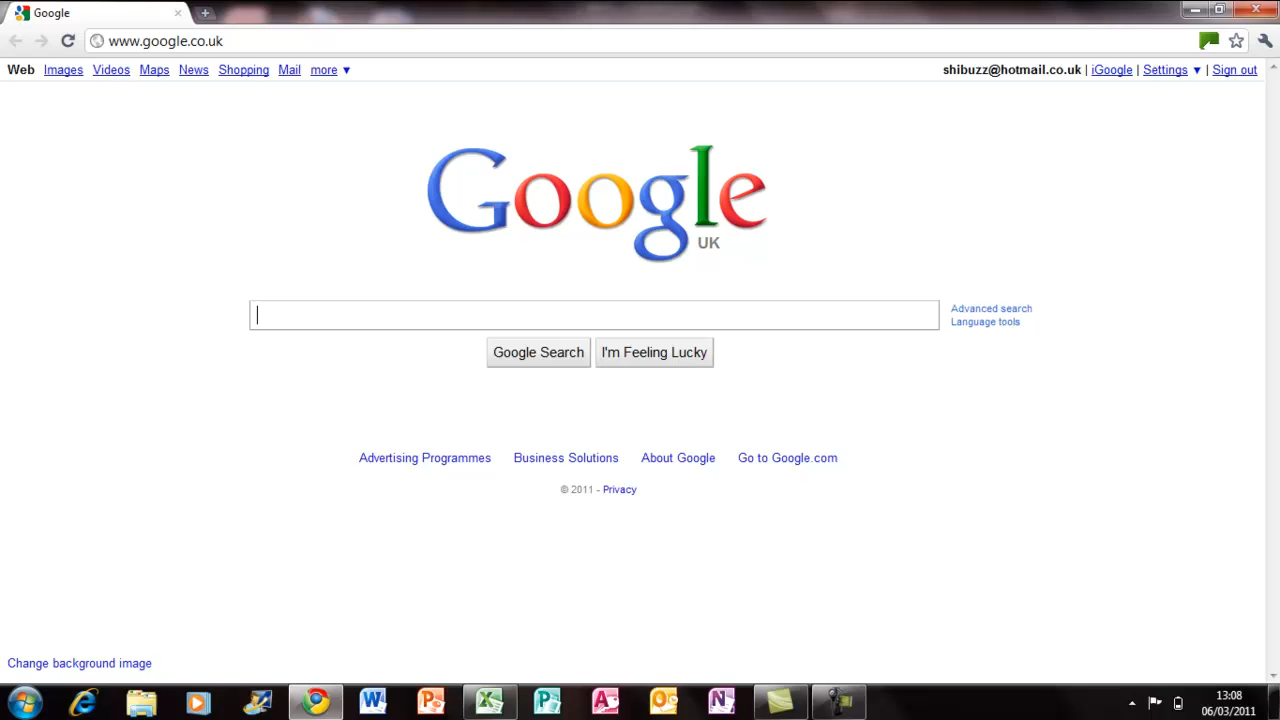 Google
www.google.co.uk
Web Images Videos Maps News Shopping Mail more ▼
shibuzz@hotmail.co.uk | iGoogle | Settings ▼ | Sign out
Google
UK
Advanced search
Language tools
Google Search I'm Feeling Lucky
Advertising Programmes Business Solutions About Google Go to Google.com
© 2011 - Privacy
Change background image
13:08
06/03/2011